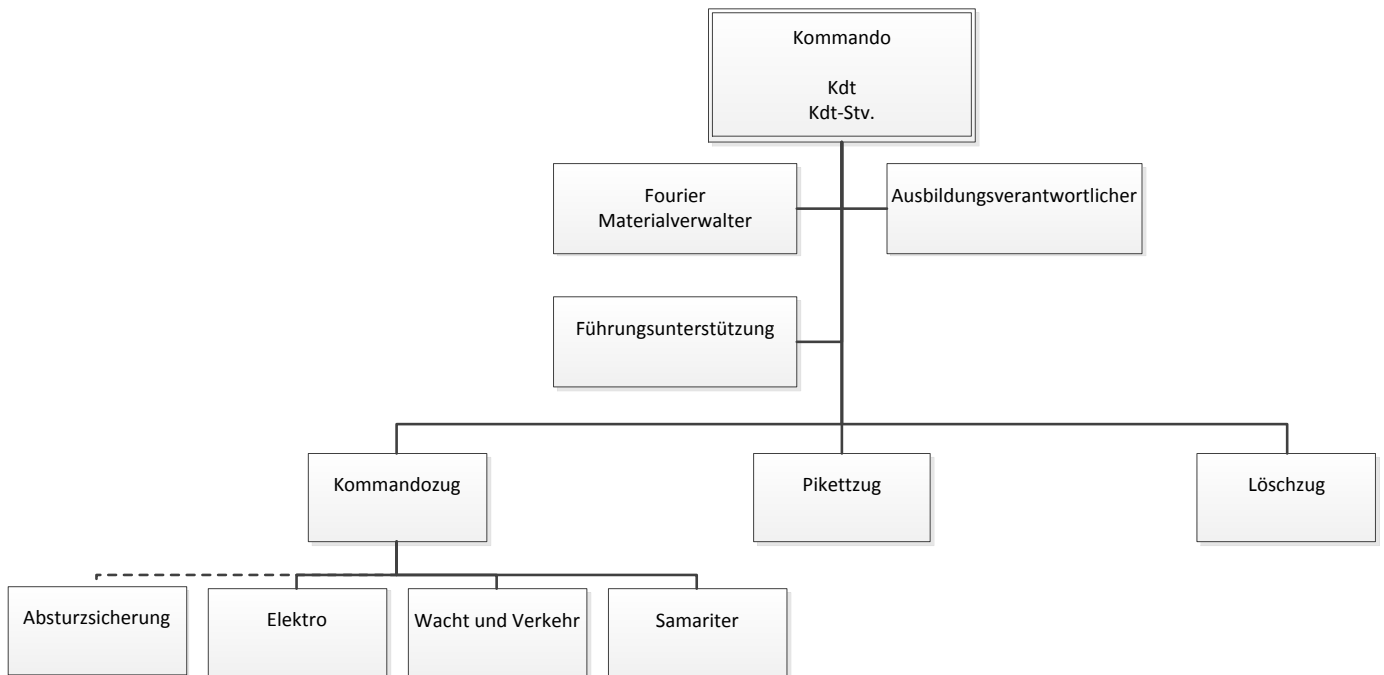 Kommando
Kdt
Kdt-Stv.
Fourier
Materialverwalter
Ausbildungsverantwortlicher
Führungsunterstützung
Kommandozug
Pikettzug
Löschzug
Absturzsicherung
Elektro
Wacht und Verkehr
Samariter